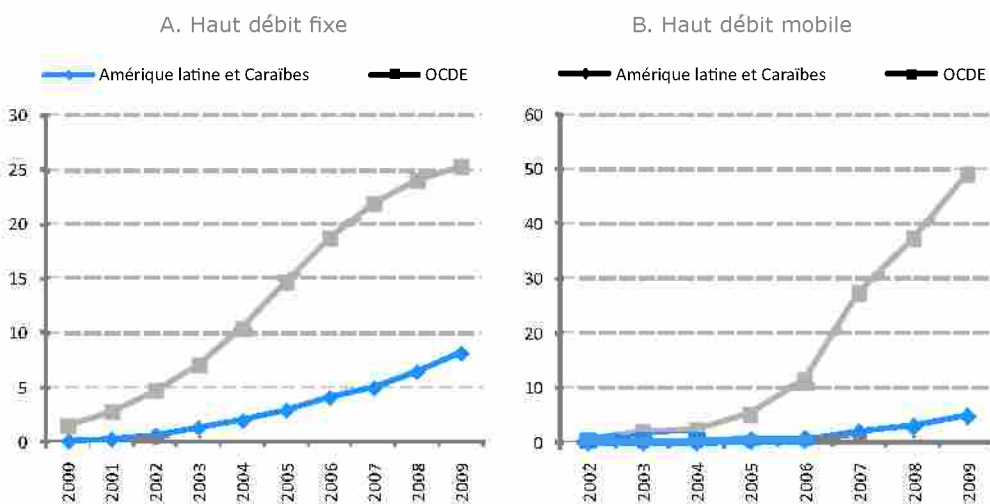 A. Haut débit fixe
Amérique latine et Caraïbes OCDE
30
25
20
15
10
5
0
2000 2001 2002 2003 2004 2005 2006 2007 2008 2009
B. Haut débit mobile
Amérique latine et Caraïbes OCDE
60
50
40
30
20
10
0
2002 2003 2004 2005 2006 2007 2008 2009